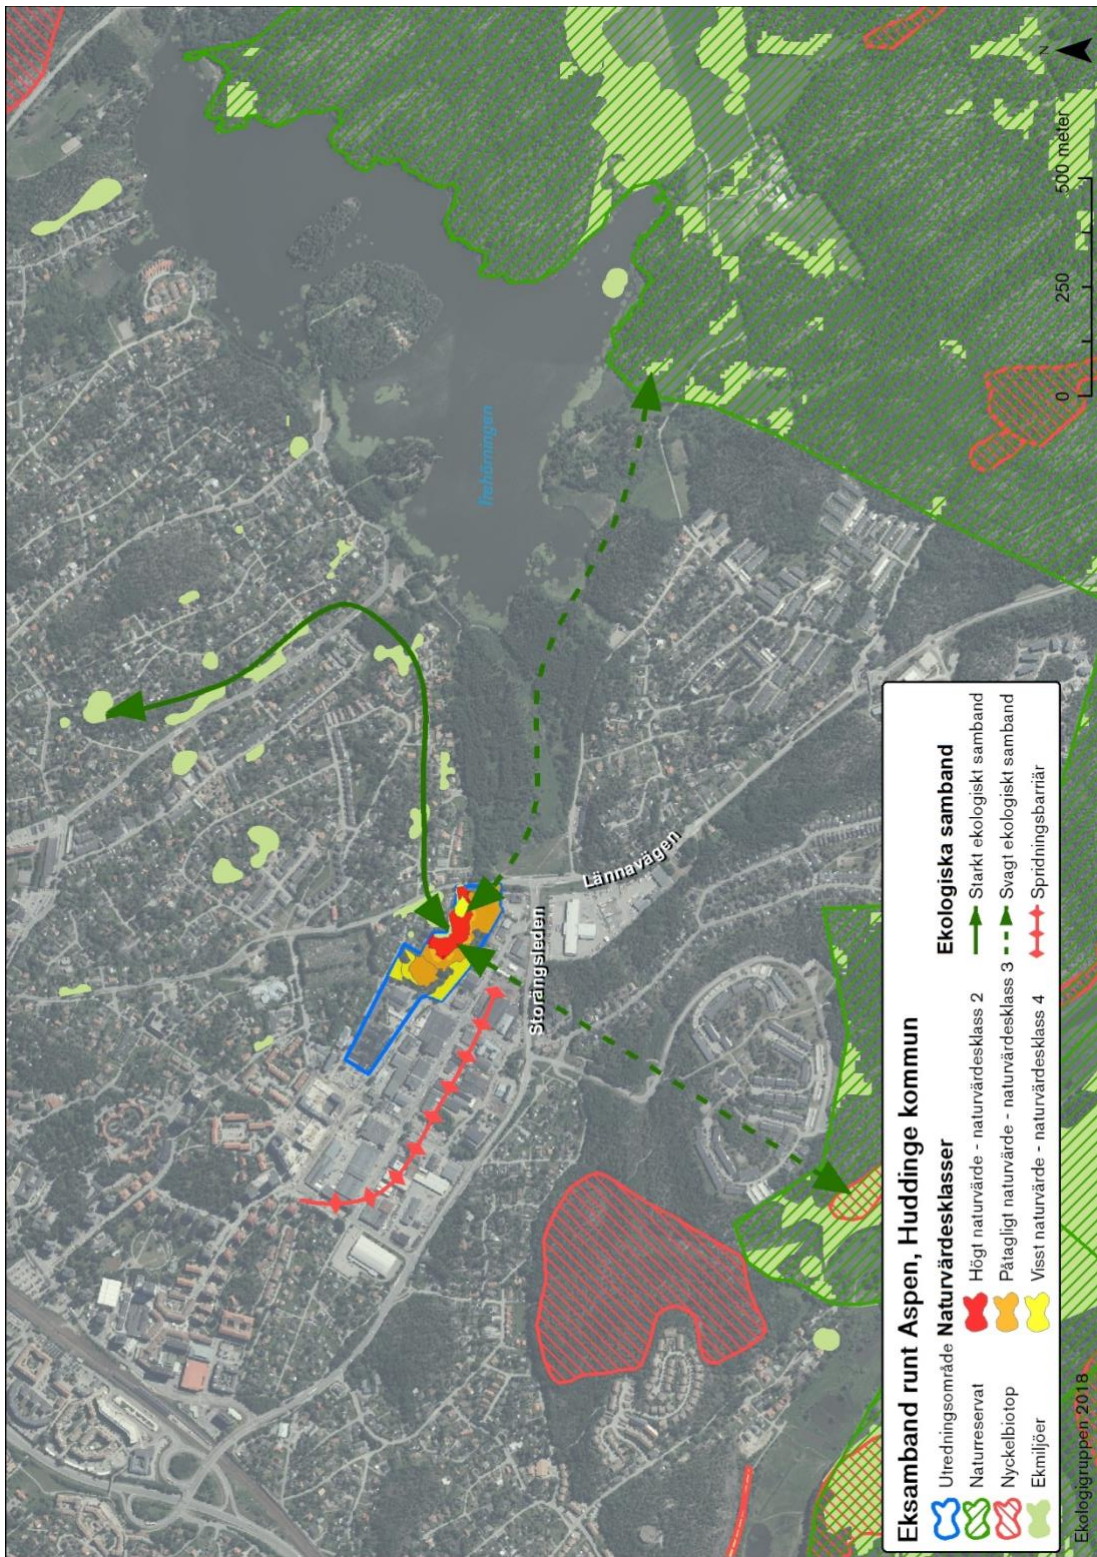 Trehörningen
Storängsleden
Lännavägen
N
0 250 500 meter
Eksamband runt Aspen, Huddinge kommun
Utredningsområde
Naturreservat
Nyckelbiotop
Ekmiljöer
Naturvärdesklasser
Högt naturvärde - naturvärdesklass 2
Påtagligt naturvärde - naturvärdesklass 3
Visst naturvärde - naturvärdesklass 4
Ekologiska samband
Starkt ekologiskt samband
Svagt ekologiskt samband
Spridningsbarriär
Ekologigruppen 2018